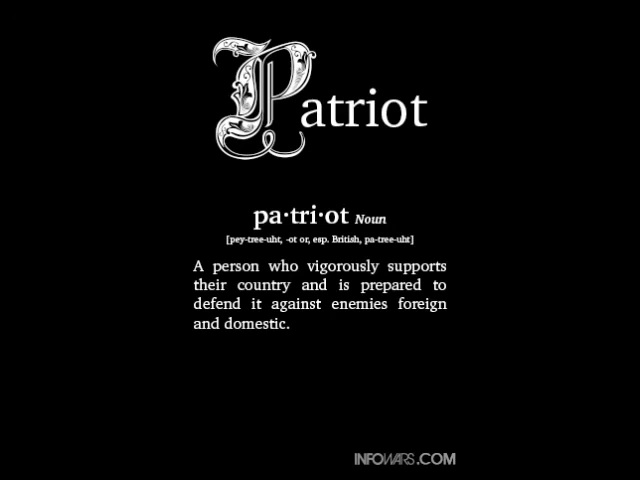 Patriot
pa·tri·ot Noun
[pey-tree-uht, -ot or, esp. British, pa-tree-uht]
A person who vigorously supports
their country and is prepared to
defend it against enemies foreign
and domestic.
INFOWARS.COM